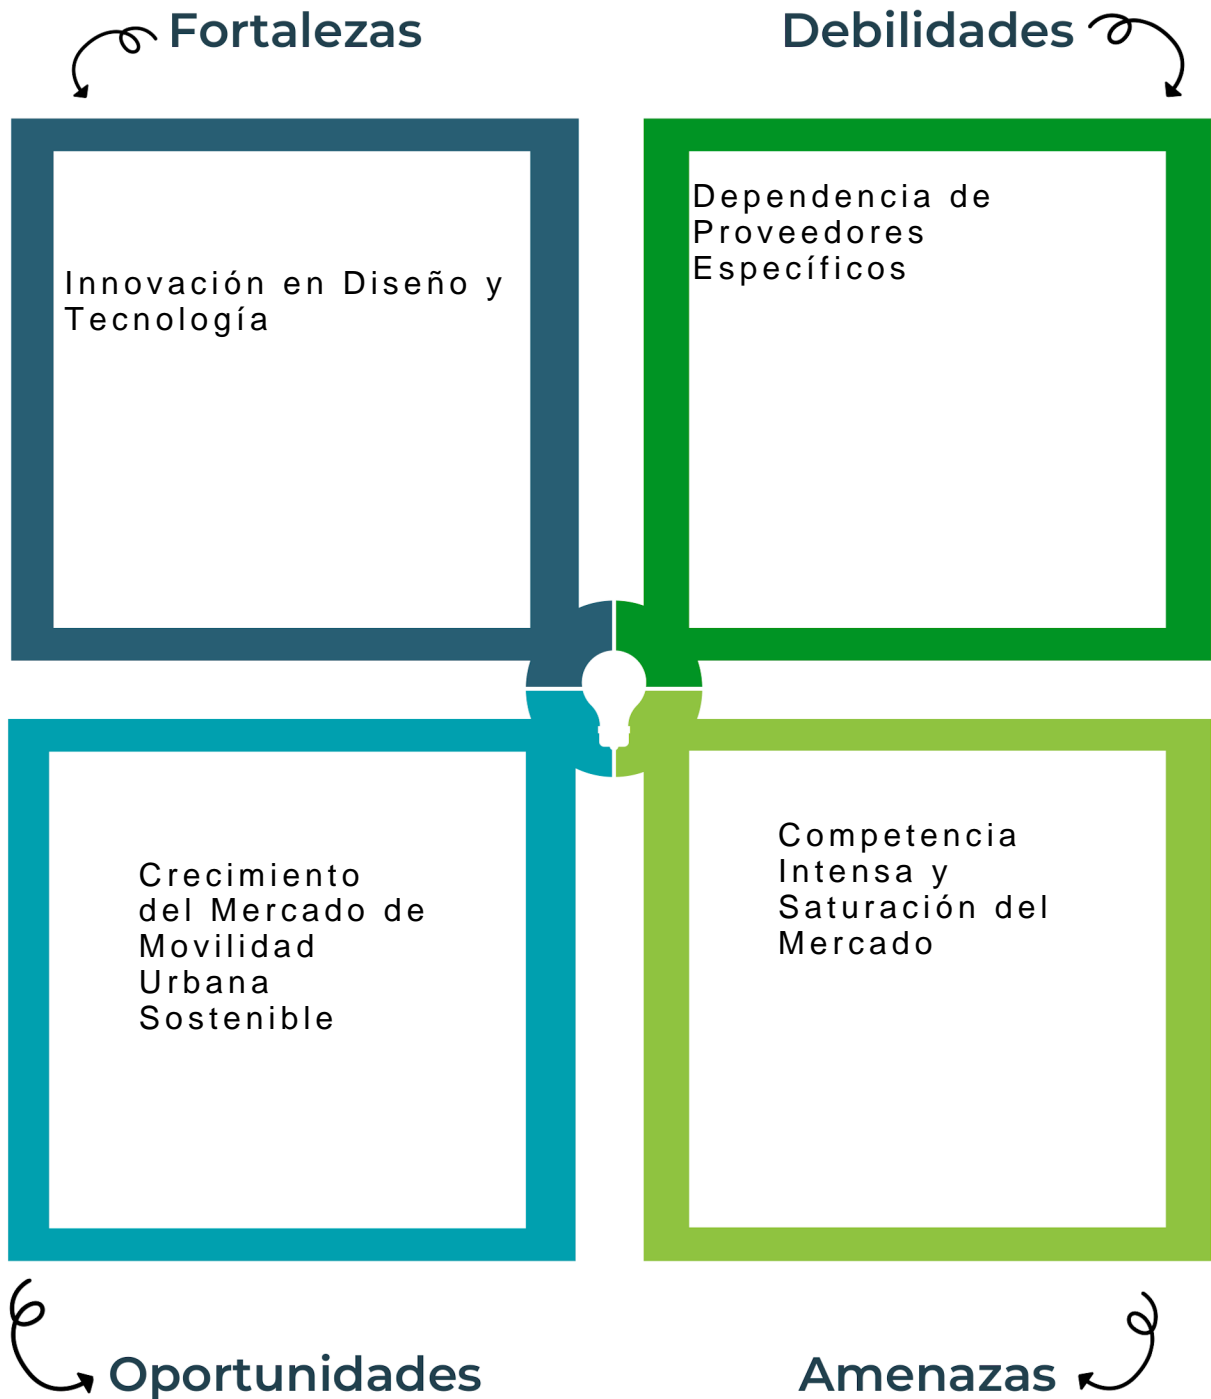 Fortalezas
Debilidades
Innovación en Diseño y
Tecnología
Dependencia de
Proveedores
Específicos
Crecimiento
del Mercado de
Movilidad
Urbana
Sostenible
Competencia
Intensa y
Saturación del
Mercado
Oportunidades
Amenazas